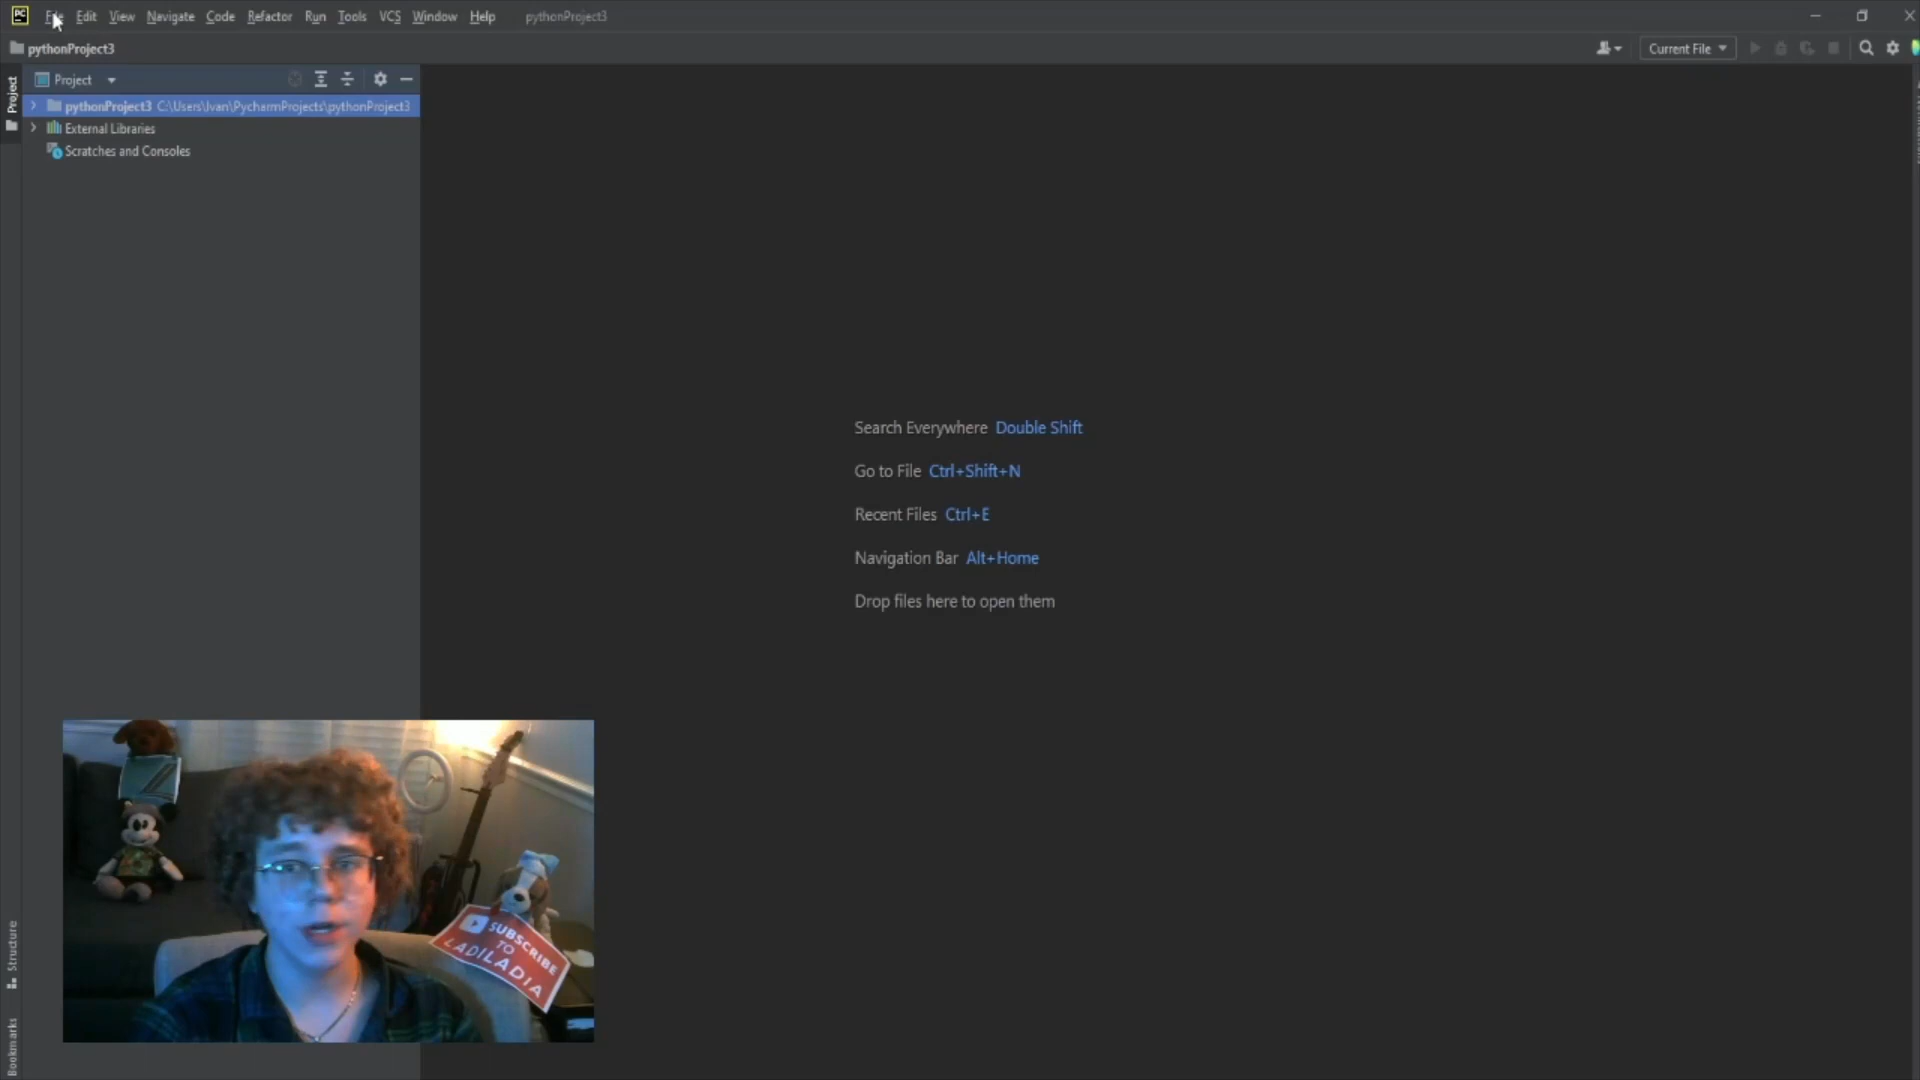 PC File Edit View Navigate Code Refactor Run Tools VCS Window Help pythonProject3
pythonProject3
Current File
Project
Project
pythonProject3 C:\Users\Ivan\PycharmProjects\pythonProject3
External Libraries
Scratches and Consoles
Search Everywhere Double Shift
Go to File Ctrl+Shift+N
Recent Files Ctrl+E
Navigation Bar Alt+Home
Drop files here to open them
SUBSCRIBE
TO
LADILADIA
Structure
Bookmarks